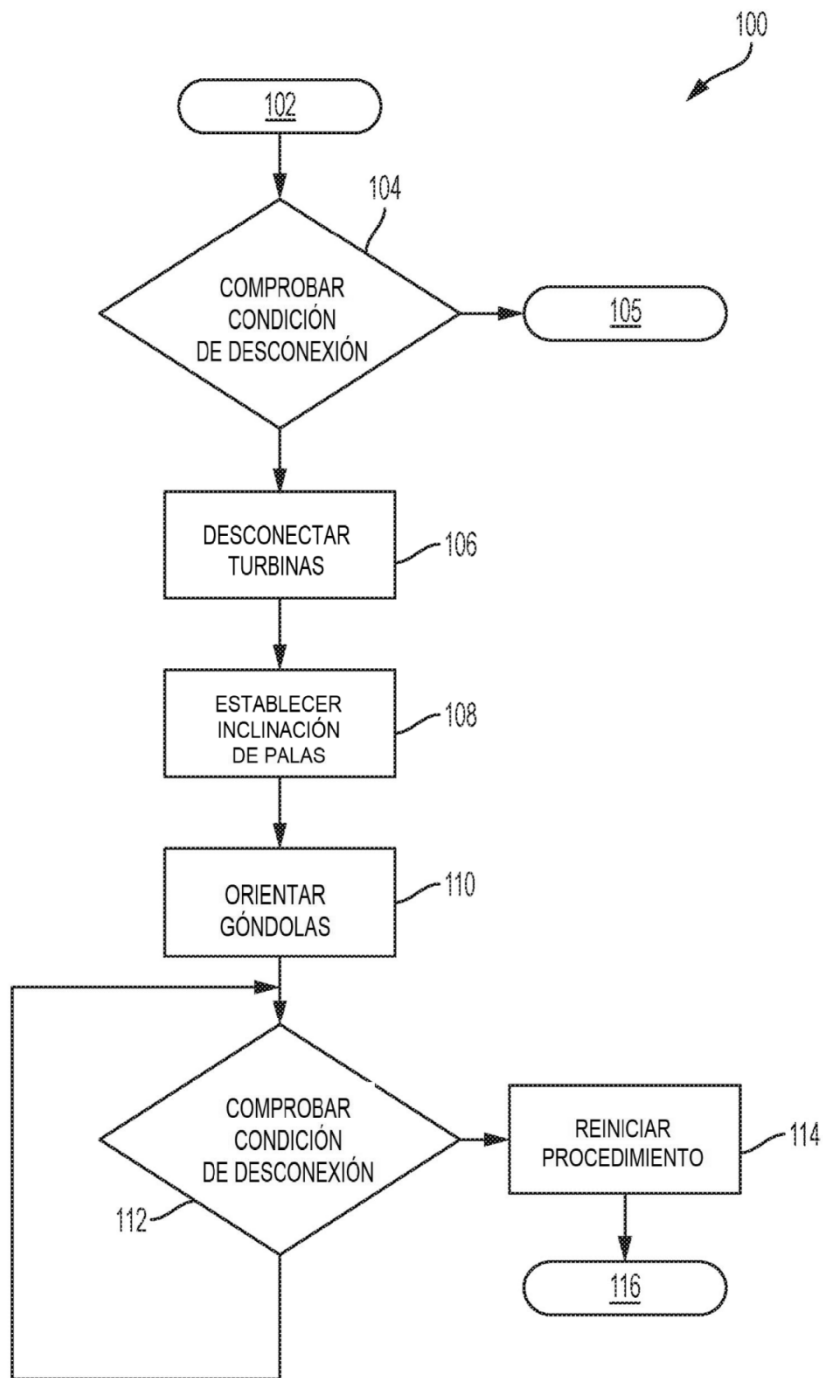 100
102
104
COMPROBAR
CONDICIÓN
DE DESCONEXIÓN
105
DESCONECTAR
TURBINAS
106
ESTABLECER
INCLINACIÓN
DE PALAS
108
ORIENTAR
GÓNDOLAS
110
COMPROBAR
CONDICIÓN
DE DESCONEXIÓN
112
REINICIAR
PROCEDIMIENTO
114
116